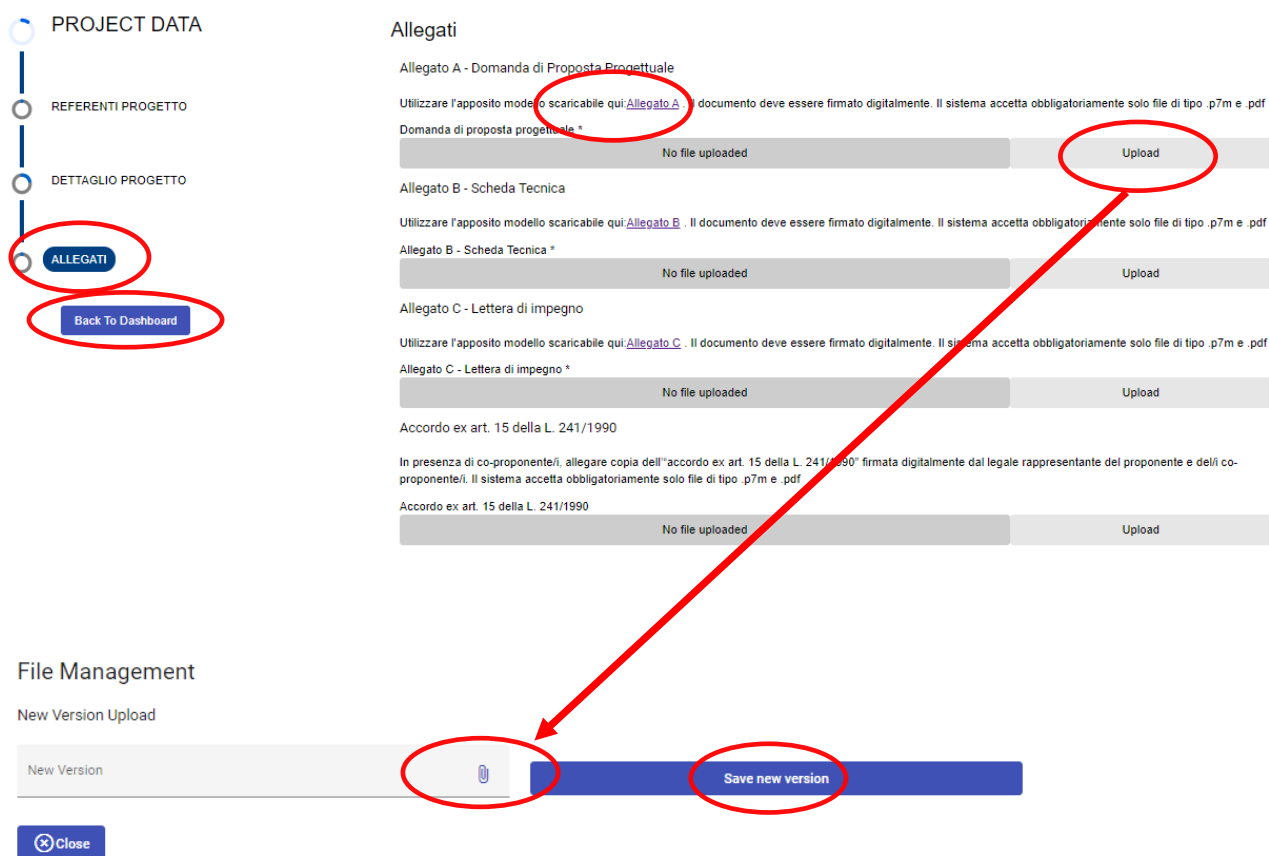 PROJECT DATA
REFERENTI PROGETTO
DETTAGLIO PROGETTO
ALLEGATI
Back To Dashboard
Allegati
Allegato A - Domanda di Proposta Progettuale
Utilizzare l'apposito modello scaricabile qui:Allegato A . Il documento deve essere firmato digitalmente. Il sistema accetta obbligatoriamente solo file di tipo .p7m e .pdf
Domanda di proposta progettuale *
No file uploaded Upload
Allegato B - Scheda Tecnica
Utilizzare l'apposito modello scaricabile qui:Allegato B . Il documento deve essere firmato digitalmente. Il sistema accetta obbligatoriamente solo file di tipo .p7m e .pdf
Allegato B - Scheda Tecnica *
No file uploaded Upload
Allegato C - Lettera di impegno
Utilizzare l'apposito modello scaricabile qui:Allegato C . Il documento deve essere firmato digitalmente. Il sistema accetta obbligatoriamente solo file di tipo .p7m e .pdf
Allegato C - Lettera di impegno *
No file uploaded Upload
Accordo ex art. 15 della L. 241/1990
In presenza di co-proponente/i, allegare copia dell'"accordo ex art. 15 della L. 241/1990" firmata digitalmente dal legale rappresentante del proponente e del/i co-
proponente/i. Il sistema accetta obbligatoriamente solo file di tipo .p7m e .pdf
Accordo ex art. 15 della L. 241/1990
No file uploaded Upload
File Management
New Version Upload
New Version
Save new version
Close